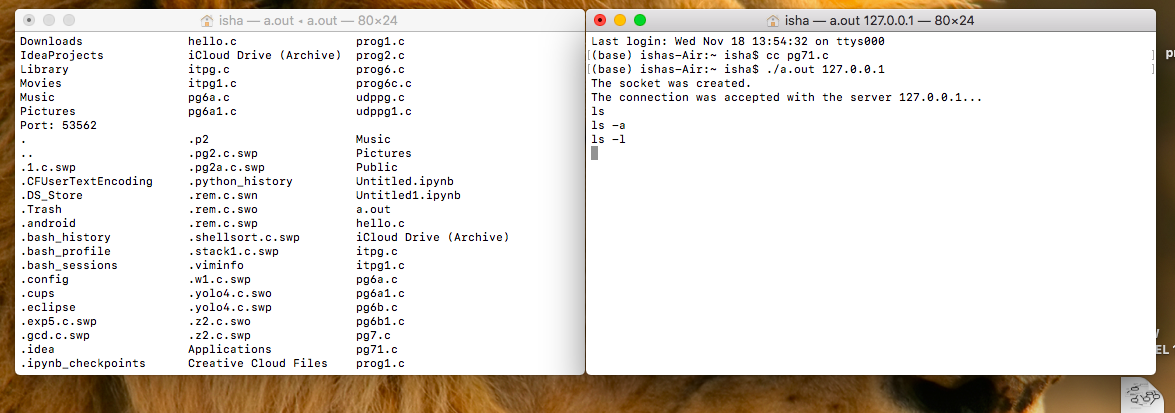 isha — a.out • a.out — 80×24
Downloads hello.c prog1.c
IdeaProjects iCloud Drive (Archive) prog2.c
Library itpg.c prog6.c
Movies itpg1.c prog6c.c
Music pg6a.c udppg.c
Pictures pg6a1.c udppg1.c
Port: 53562
. .p2 Music
.. .pg2.c.swp Pictures
.1.c.swp .pg2a.c.swp Public
.CFUserTextEncoding .python_history Untitled.ipynb
.DS_Store .rem.c.swn Untitled1.ipynb
.Trash .rem.c.swo a.out
.android .rem.c.swp hello.c
.bash_history .shellsort.c.swp iCloud Drive (Archive)
.bash_profile .stack1.c.swp itpg.c
.bash_sessions .viminfo itpg1.c
.config .w1.c.swp pg6a.c
.cups .yolo4.c.swo pg6a1.c
.eclipse .yolo4.c.swp pg6b.c
.exp5.c.swp .z2.c.swo pg6b1.c
.gcd.c.swp .z2.c.swp pg7.c
.idea Applications pg71.c
.ipynb_checkpoints Creative Cloud Files prog1.c
isha — a.out 127.0.0.1 — 80×24
Last login: Wed Nov 18 13:54:32 on ttys000
[(base) ishas-Air:~ isha$ cc pg71.c ]
[(base) ishas-Air:~ isha$ ./a.out 127.0.0.1 ]
The socket was created.
The connection was accepted with the server 127.0.0.1...
ls
ls -a
ls -l